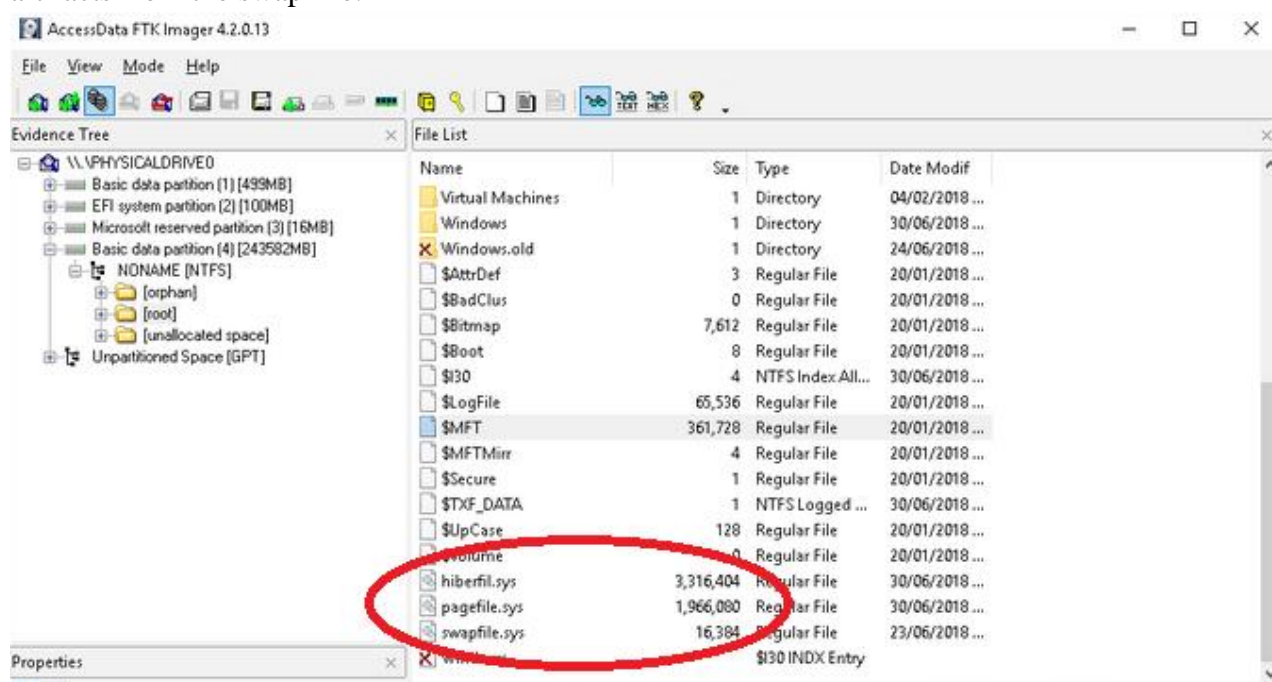 AccessData FTK Imager 4.2.0.13
File View Mode Help
Evidence Tree
\\.\PHYSICALDRIVE0
Basic data partition (1) [499MB]
EFI system partition (2) [100MB]
Microsoft reserved partition (3) [16MB]
Basic data partition (4) [243582MB]
NONAME [NTFS]
[orphan]
[root]
[unallocated space]
Unpartitioned Space [GPT]
Properties
File List
Name Size Type Date Modif
Virtual Machines 1 Directory 04/02/2018 ...
Windows 1 Directory 30/06/2018 ...
Windows.old 1 Directory 24/06/2018 ...
$AttrDef 3 Regular File 20/01/2018 ...
$BadClus 0 Regular File 20/01/2018 ...
$Bitmap 7,612 Regular File 20/01/2018 ...
$Boot 8 Regular File 20/01/2018 ...
$I30 4 NTFS Index All... 30/06/2018 ...
$LogFile 65,536 Regular File 20/01/2018 ...
$MFT 361,728 Regular File 20/01/2018 ...
$MFTMirr 4 Regular File 20/01/2018 ...
$Secure 1 Regular File 20/01/2018 ...
$TXF_DATA 1 NTFS Logged ... 30/06/2018 ...
$UpCase 128 Regular File 20/01/2018 ...
$Volume 0 Regular File 20/01/2018 ...
hiberfil.sys 3,316,404 Regular File 30/06/2018 ...
pagefile.sys 1,966,080 Regular File 30/06/2018 ...
swapfile.sys 16,384 Regular File 23/06/2018 ...
$I30 INDX Entry